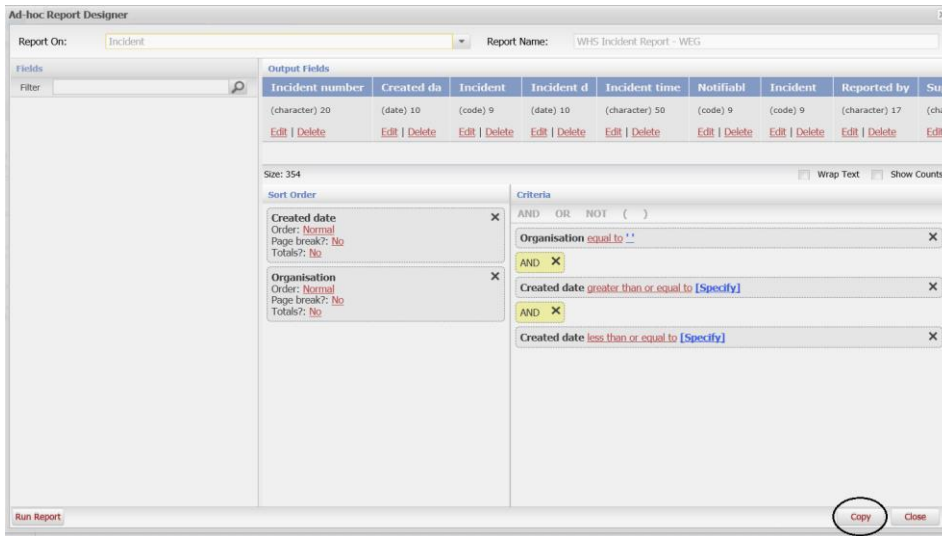 Ad-hoc Report Designer
Report On: Incident Report Name: WHS Incident Report - WEG
Fields
Filter
Output Fields
Incident number Created da Incident Incident d Incident time Notifiabl Incident Reported by Su
(character) 20 (date) 10 (code) 9 (date) 10 (character) 50 (code) 9 (code) 9 (character) 17 (cha
Edit | Delete Edit | Delete Edit | Delete Edit | Delete Edit | Delete Edit | Delete Edit | Delete Edit | Delete Edit
Size: 354 Wrap Text Show Counts
Sort Order
Created date
Order: Normal
Page break?: No
Totals?: No
Organisation
Order: Normal
Page break?: No
Totals?: No
Criteria
AND OR NOT ( )
Organisation equal to ' '
AND
Created date greater than or equal to [Specify]
AND
Created date less than or equal to [Specify]
Run Report Copy Close